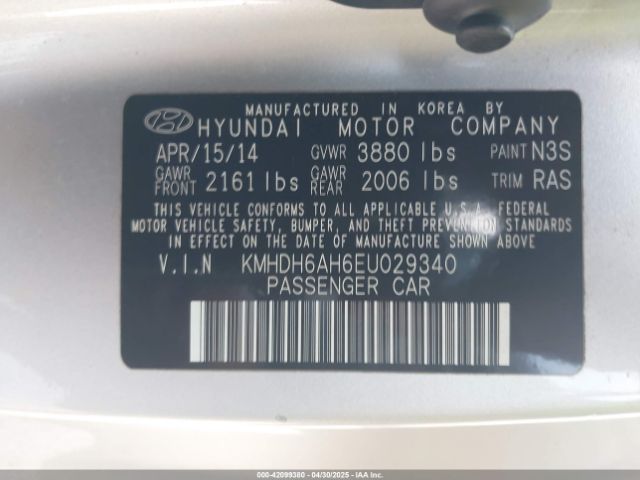 MANUFACTURED IN KOREA BY
HYUNDAI MOTOR COMPANY
APR/15/14 GVWR 3880 lbs PAINT N3S
GAWR FRONT 2161 lbs GAWR REAR 2006 lbs TRIM RAS
THIS VEHICLE CONFORMS TO ALL APPLICABLE U.S.A. FEDERAL
MOTOR VEHICLE SAFETY, BUMPER, AND THEFT PREVENTION STANDARDS
IN EFFECT ON THE DATE OF MANUFACTURE SHOWN ABOVE.
V.I.N KMHDH6AH6EU029340
PASSENGER CAR
000-42099380 - 04/30/2025 - IAAI.com